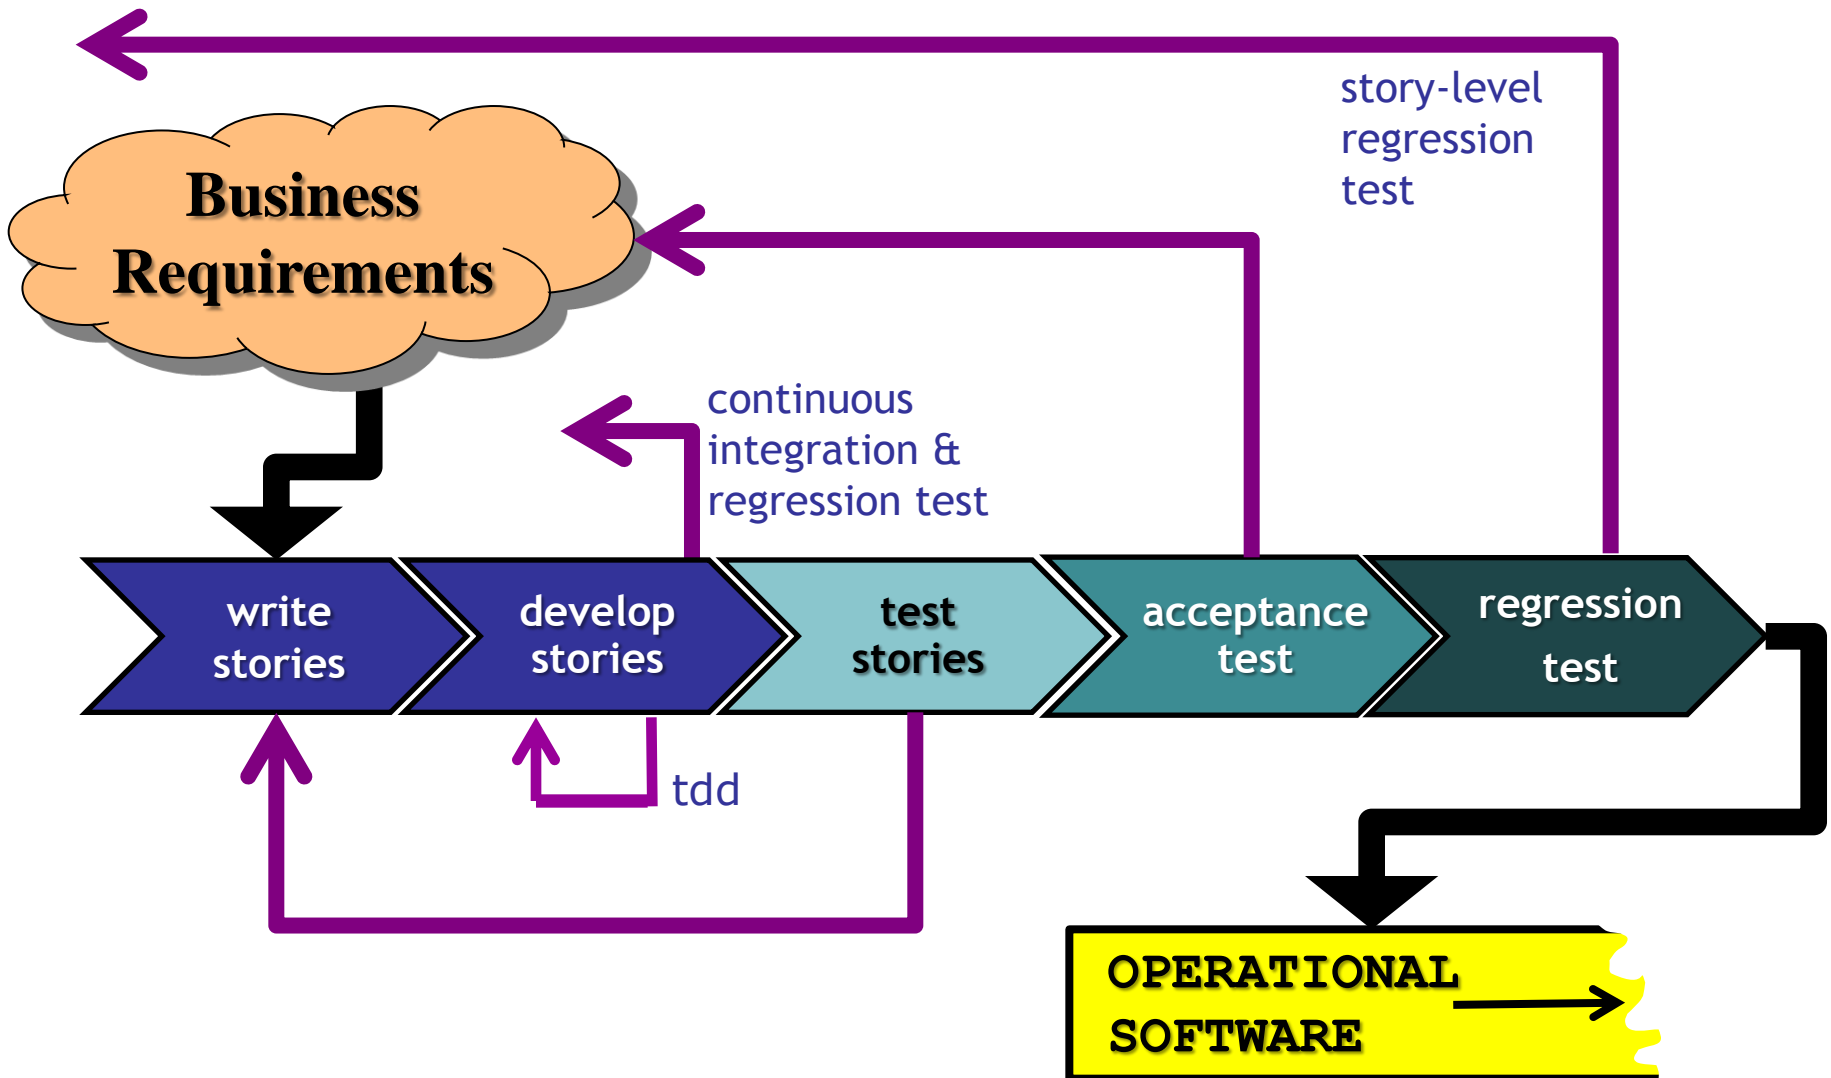 story-level
regression
test
Business
Requirements
continuous
integration &
regression test
write
stories
develop
stories
test
stories
acceptance
test
regression
test
tdd
OPERATIONAL
SOFTWARE